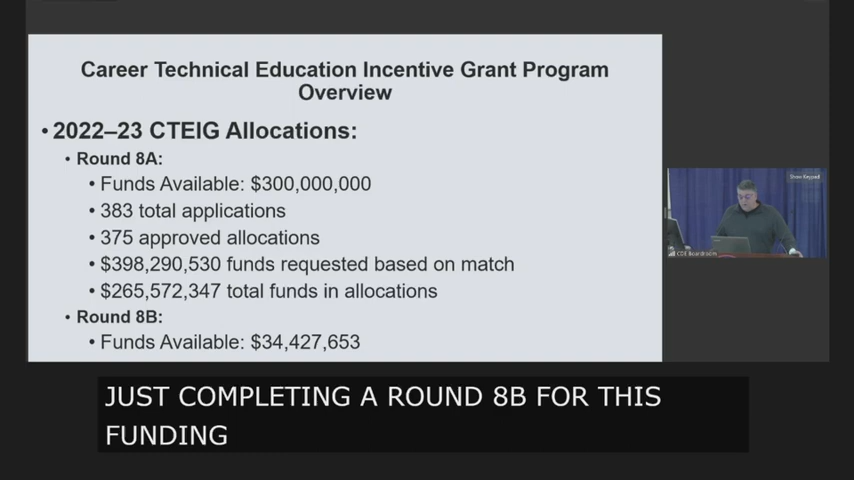 Career Technical Education Incentive Grant Program
Overview
• 2022–23 CTEIG Allocations:
• Round 8A:
• Funds Available: $300,000,000
• 383 total applications
• 375 approved allocations
• $398,290,530 funds requested based on match
• $265,572,347 total funds in allocations
• Round 8B:
• Funds Available: $34,427,653
CDE Boardroom
JUST COMPLETING A ROUND 8B FOR THIS
FUNDING